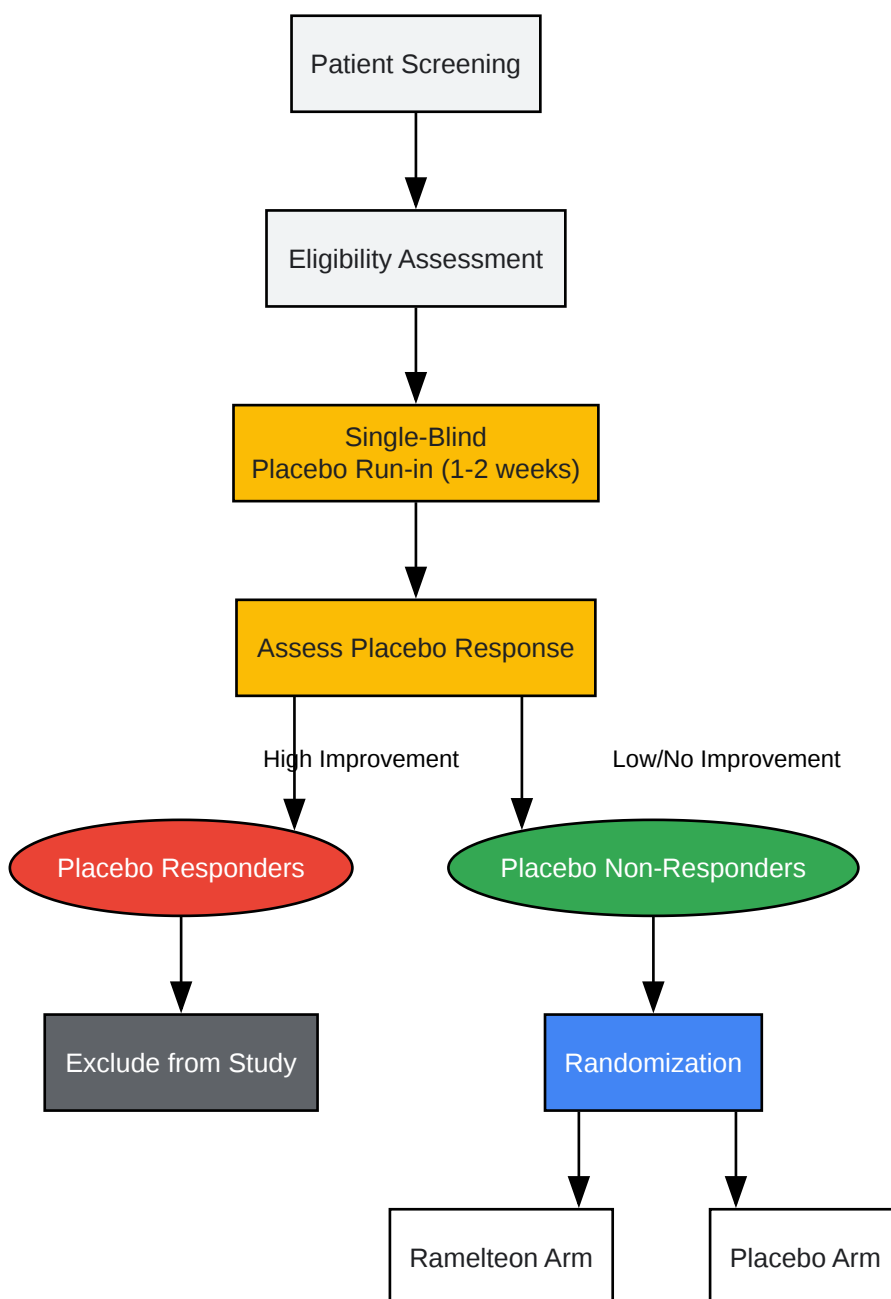 Patient Screening
Eligibility Assessment
Single-Blind
Placebo Run-in (1-2 weeks)
Assess Placebo Response
High Improvement
Low/No Improvement
Placebo Responders
Placebo Non-Responders
Exclude from Study
Randomization
Ramelteon Arm
Placebo Arm